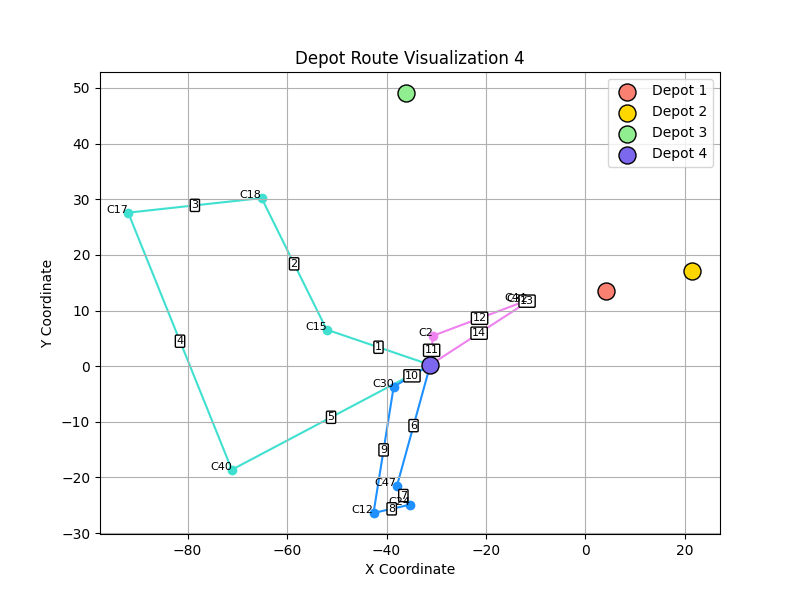 Depot Route Visualization 4
Depot 1
Depot 2
Depot 3
Depot 4
Y Coordinate
50
40
30
20
10
0
−10
−20
−30
C17
3
C18
2
4
C15
1
C2
12
13
14
11
10
C30
5
6
9
C40
C47
7
C24
C12
8
−80
−60
−40
−20
0
20
X Coordinate